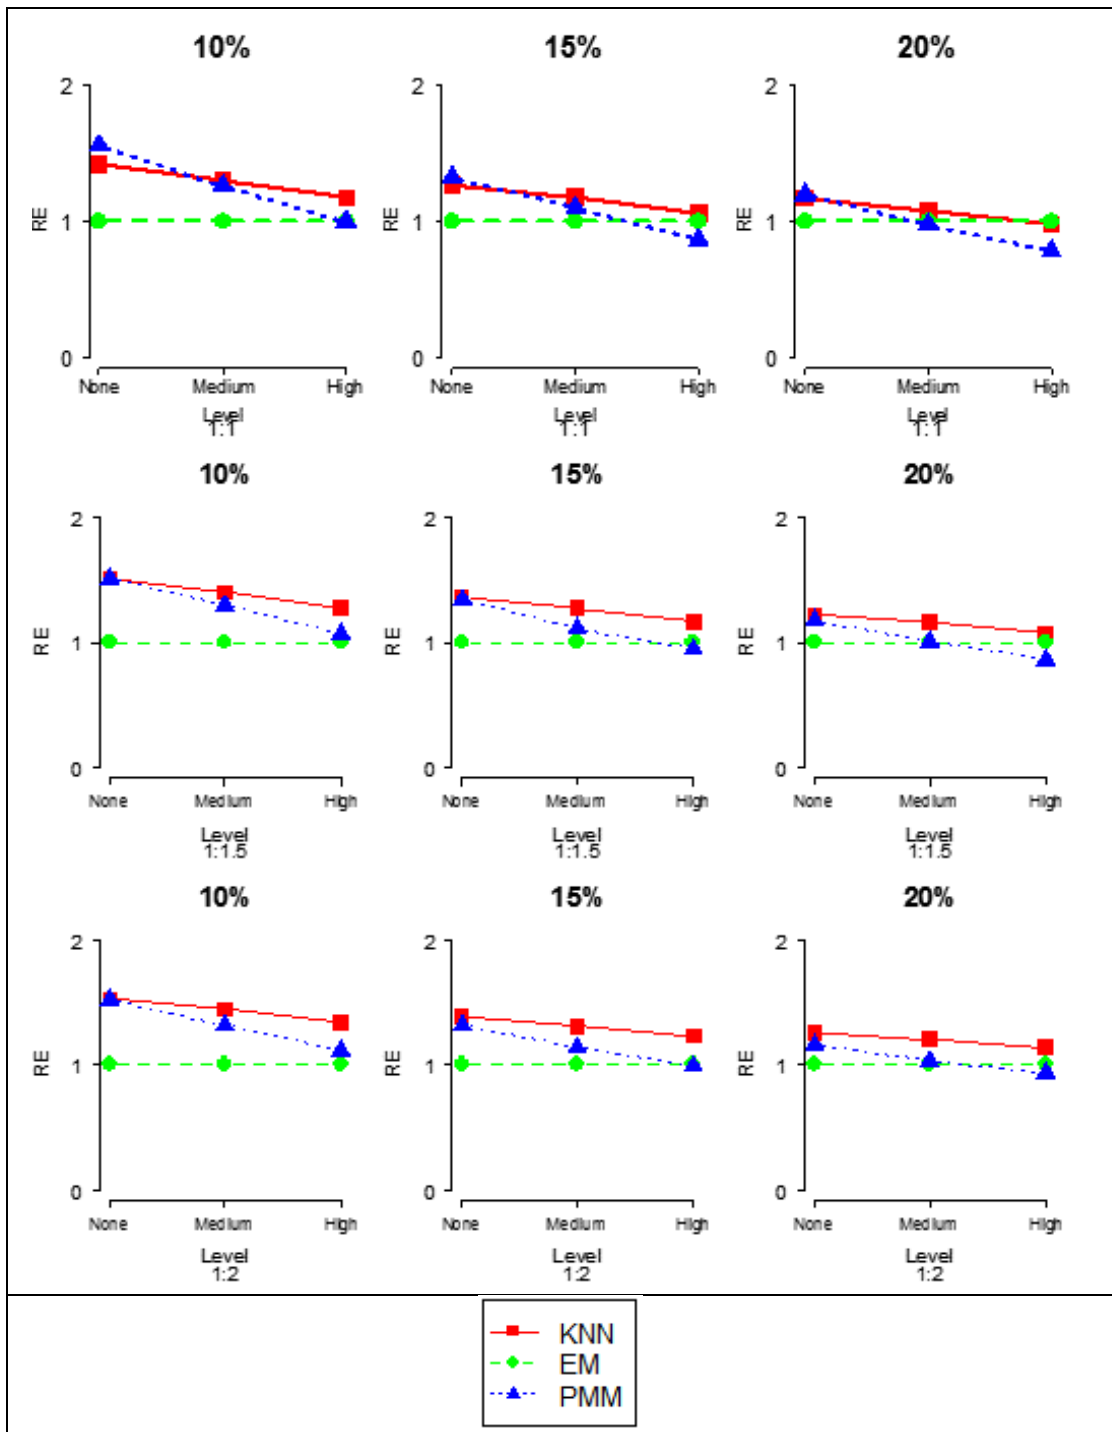 10% 15% 20%
2 2 2
RE 1 RE 1 RE 1
0 0 0
None Medium High None Medium High None Medium High
Level Level Level
1:1 1:1 1:1
10% 15% 20%
2 2 2
RE 1 RE 1 RE 1
0 0 0
None Medium High None Medium High None Medium High
Level Level Level
1:1.5 1:1.5 1:1.5
10% 15% 20%
2 2 2
RE 1 RE 1 RE 1
0 0 0
None Medium High None Medium High None Medium High
Level Level Level
1:2 1:2 1:2
KNN
EM
PMM